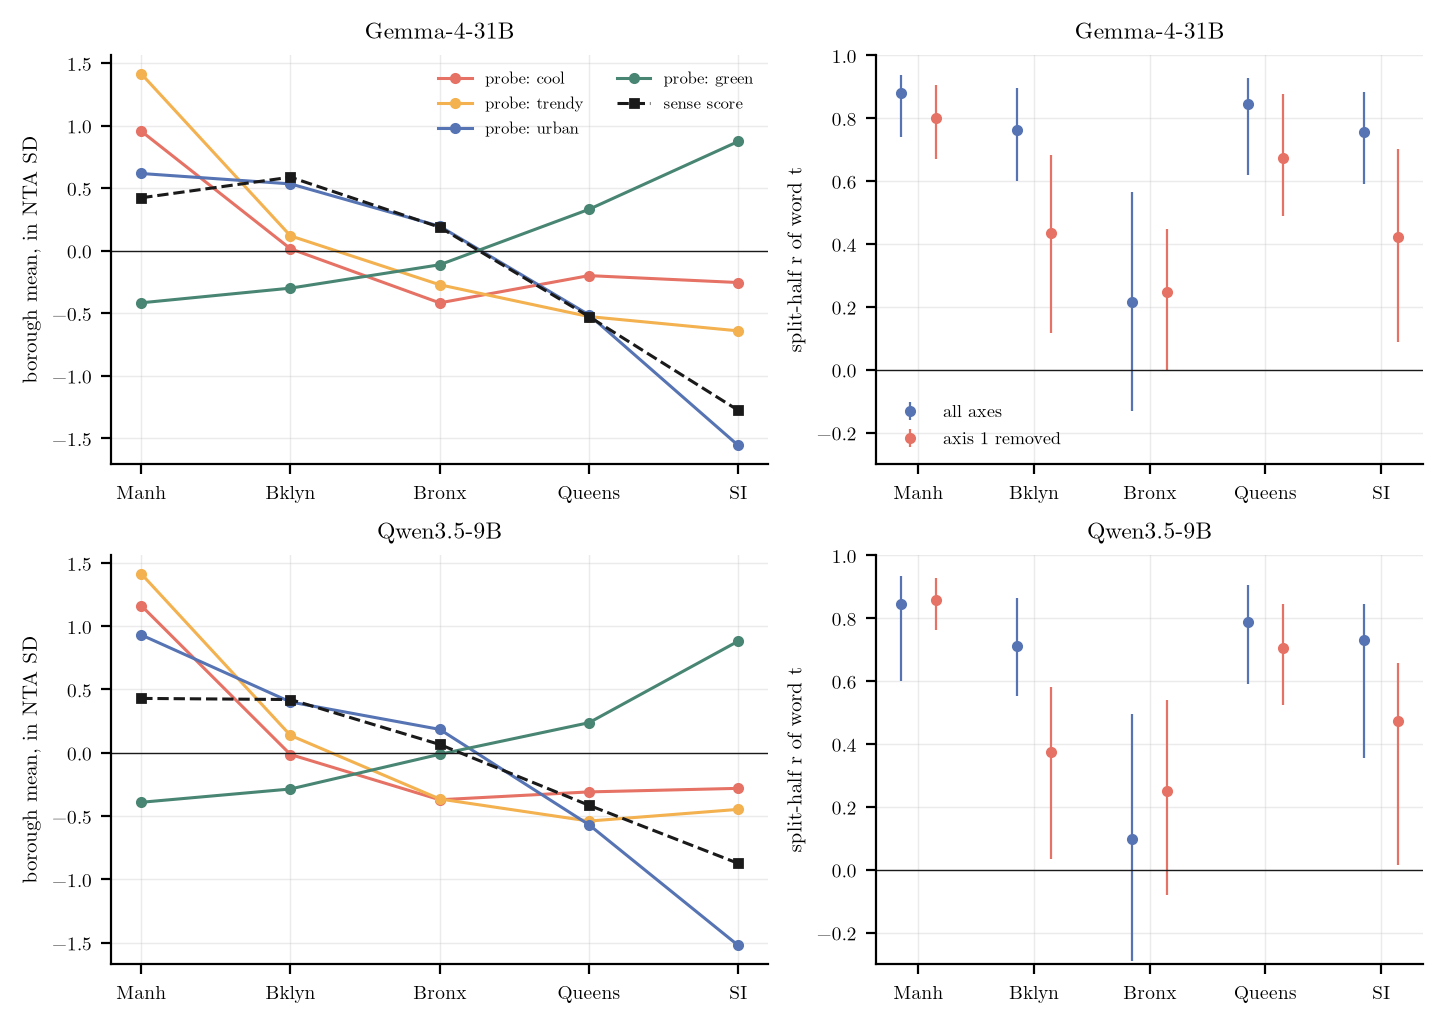 Gemma-4-31B
1.5
1.0
0.5
0.0
−0.5
−1.0
−1.5
borough mean, in NTA SD
probe: cool
probe: trendy
probe: urban
probe: green
sense score
Manh Bklyn Bronx Queens SI
Gemma-4-31B
1.0
0.8
0.6
0.4
0.2
0.0
−0.2
split-half r of word t
all axes
axis 1 removed
Manh Bklyn Bronx Queens SI
Qwen3.5-9B
1.5
1.0
0.5
0.0
−0.5
−1.0
−1.5
borough mean, in NTA SD
Manh Bklyn Bronx Queens SI
Qwen3.5-9B
1.0
0.8
0.6
0.4
0.2
0.0
−0.2
split-half r of word t
Manh Bklyn Bronx Queens SI